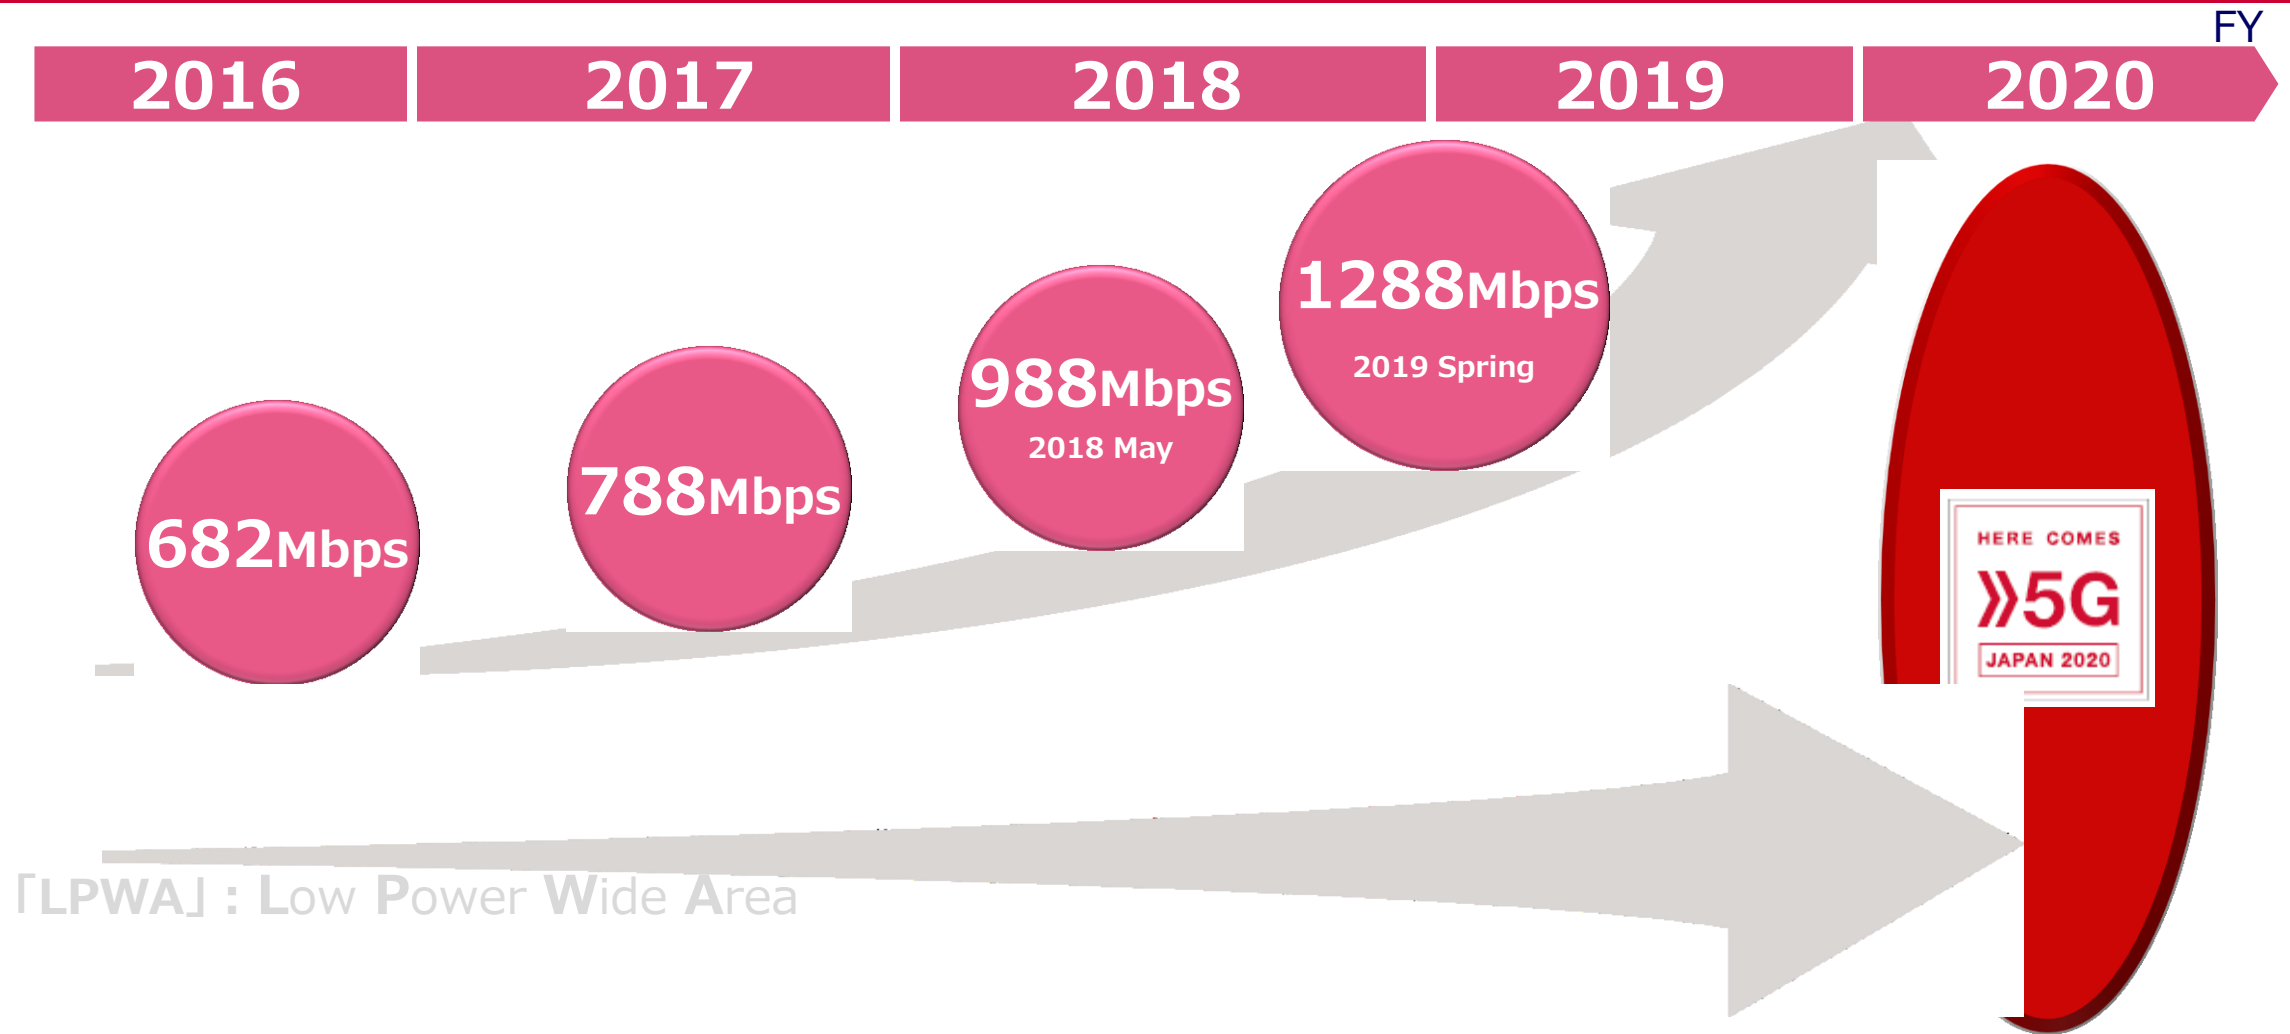 FY
2016 2017 2018 2019 2020
1288Mbps
2019 Spring
988Mbps
2018 May
788Mbps
682Mbps
HERE COMES
5G
JAPAN 2020
「LPWA」: Low Power Wide Area